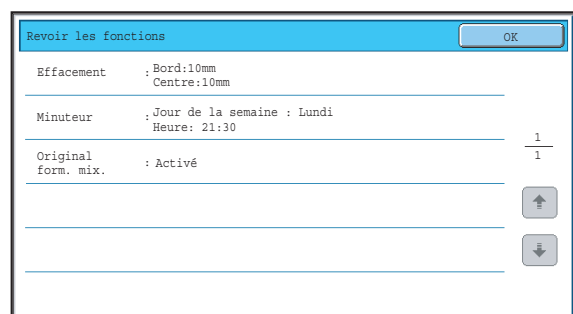 Revoir les fonctions
OK
Effacement : Bord:10mm
Centre:10mm
Minuteur : Jour de la semaine : Lundi
Heure: 21:30
1
1
Original
form. mix. : Activé